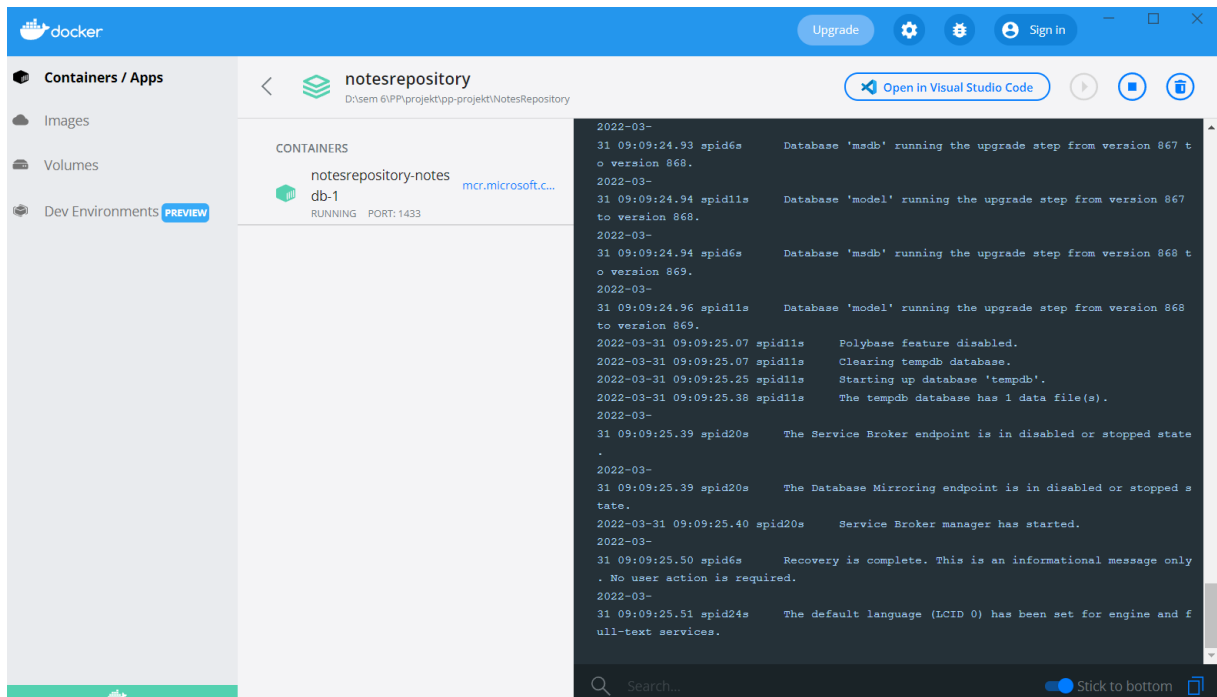 docker
Upgrade
Sign in
Containers / Apps
Images
Volumes
Dev Environments PREVIEW
notesrepository
D:\sem 6\PP\projekt\pp-projekt\NotesRepository
Open in Visual Studio Code
CONTAINERS
notesrepository-notes
db-1
mcr.microsoft.c...
RUNNING PORT: 1433
2022-03-
31 09:09:24.93 spid6s Database 'msdb' running the upgrade step from version 867 t
o version 868.
2022-03-
31 09:09:24.94 spid11s Database 'model' running the upgrade step from version 867
to version 868.
2022-03-
31 09:09:24.94 spid6s Database 'msdb' running the upgrade step from version 868 t
o version 869.
2022-03-
31 09:09:24.96 spid11s Database 'model' running the upgrade step from version 868
to version 869.
2022-03-31 09:09:25.07 spid11s Polybase feature disabled.
2022-03-31 09:09:25.07 spid11s Clearing tempdb database.
2022-03-31 09:09:25.25 spid11s Starting up database 'tempdb'.
2022-03-31 09:09:25.38 spid11s The tempdb database has 1 data file(s).
2022-03-
31 09:09:25.39 spid20s The Service Broker endpoint is in disabled or stopped state
.
2022-03-
31 09:09:25.39 spid20s The Database Mirroring endpoint is in disabled or stopped s
tate.
2022-03-31 09:09:25.40 spid20s Service Broker manager has started.
2022-03-
31 09:09:25.50 spid6s Recovery is complete. This is an informational message only
. No user action is required.
2022-03-
31 09:09:25.51 spid24s The default language (LCID 0) has been set for engine and f
ull-text services.
Search...
Stick to bottom